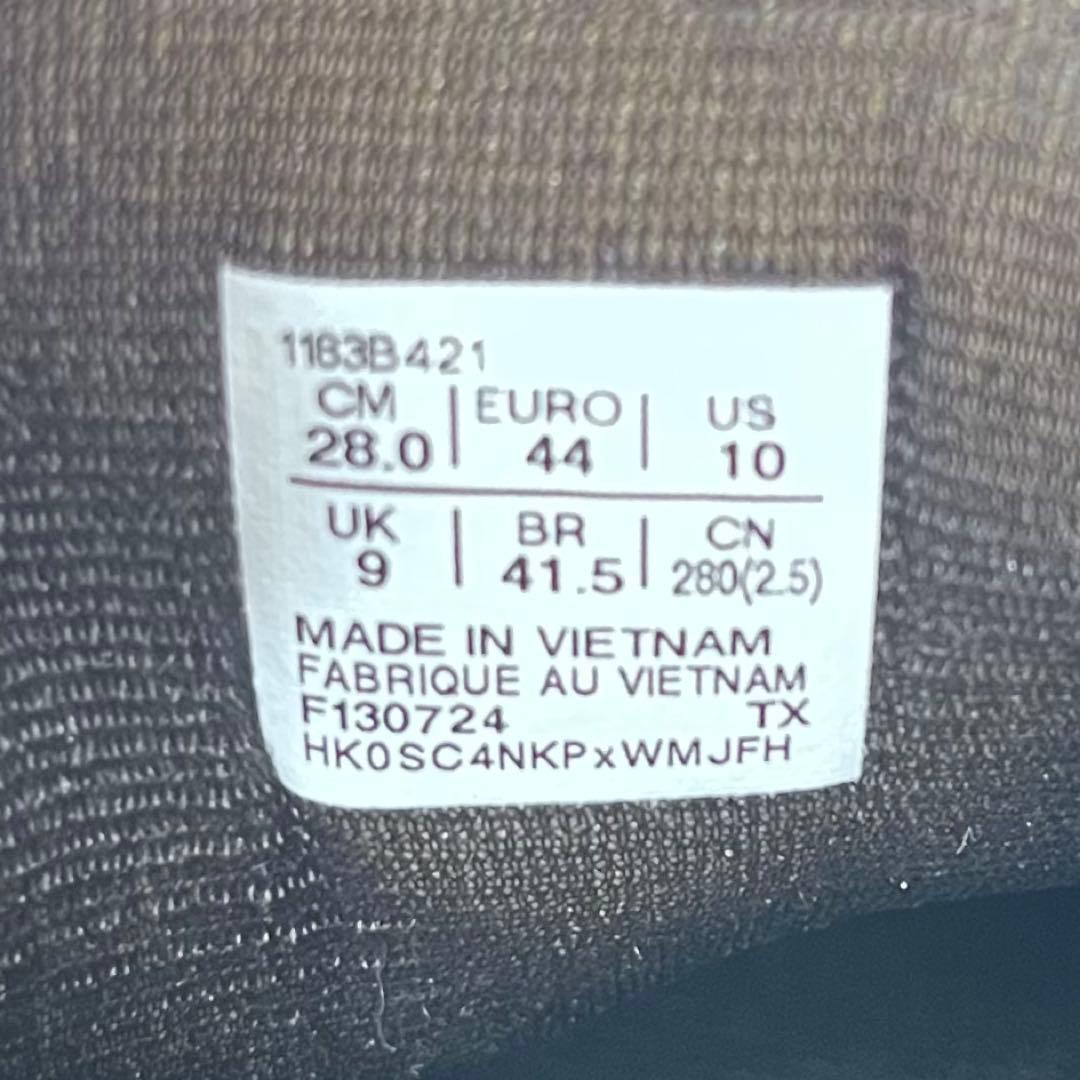 1183B421
CM | EURO | US
28.0 | 44 | 10
UK | BR | CN
9 | 41.5 | 280(2.5)
MADE IN VIETNAM
FABRIQUE AU VIETNAM
F130724 TX
HK0SC4NKPxWMJFH